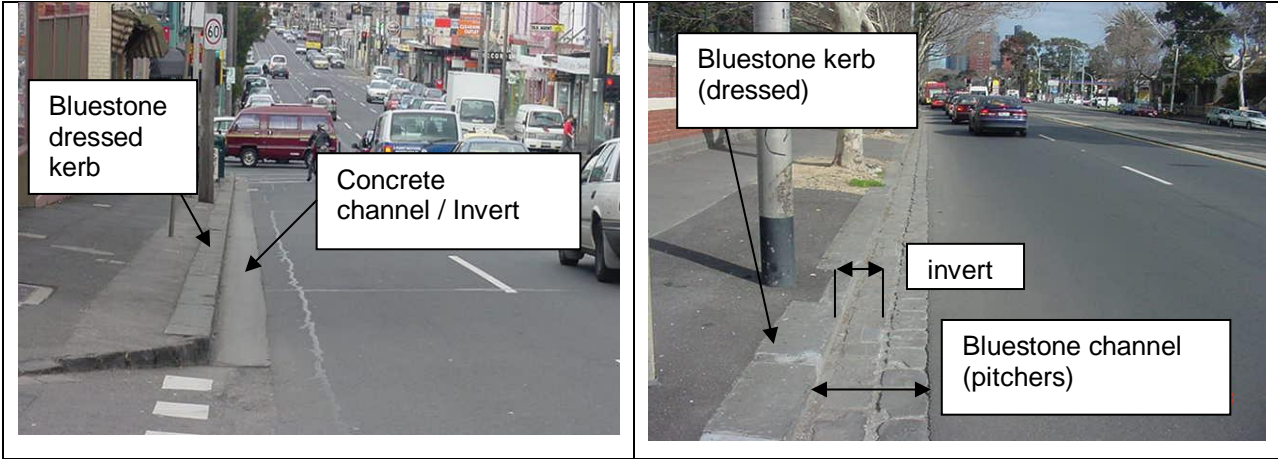 60
Bluestone
dressed
kerb
Concrete
channel / Invert
Bluestone kerb
(dressed)
invert
Bluestone channel
(pitchers)